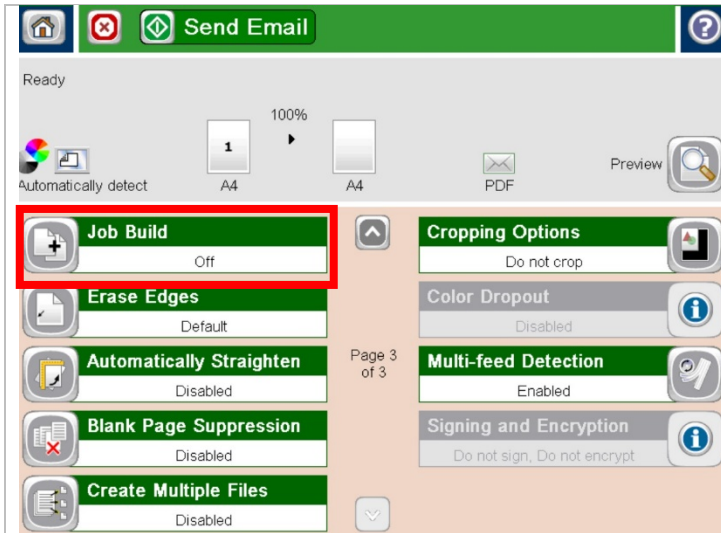 Send Email
?
Ready
100%
1
Automatically detect
A4
A4
PDF
Preview
Job Build
Off
Erase Edges
Default
Automatically Straighten
Disabled
Blank Page Suppression
Disabled
Create Multiple Files
Disabled
Page 3
of 3
Cropping Options
Do not crop
Color Dropout
Disabled
Multi-feed Detection
Enabled
Signing and Encryption
Do not sign, Do not encrypt